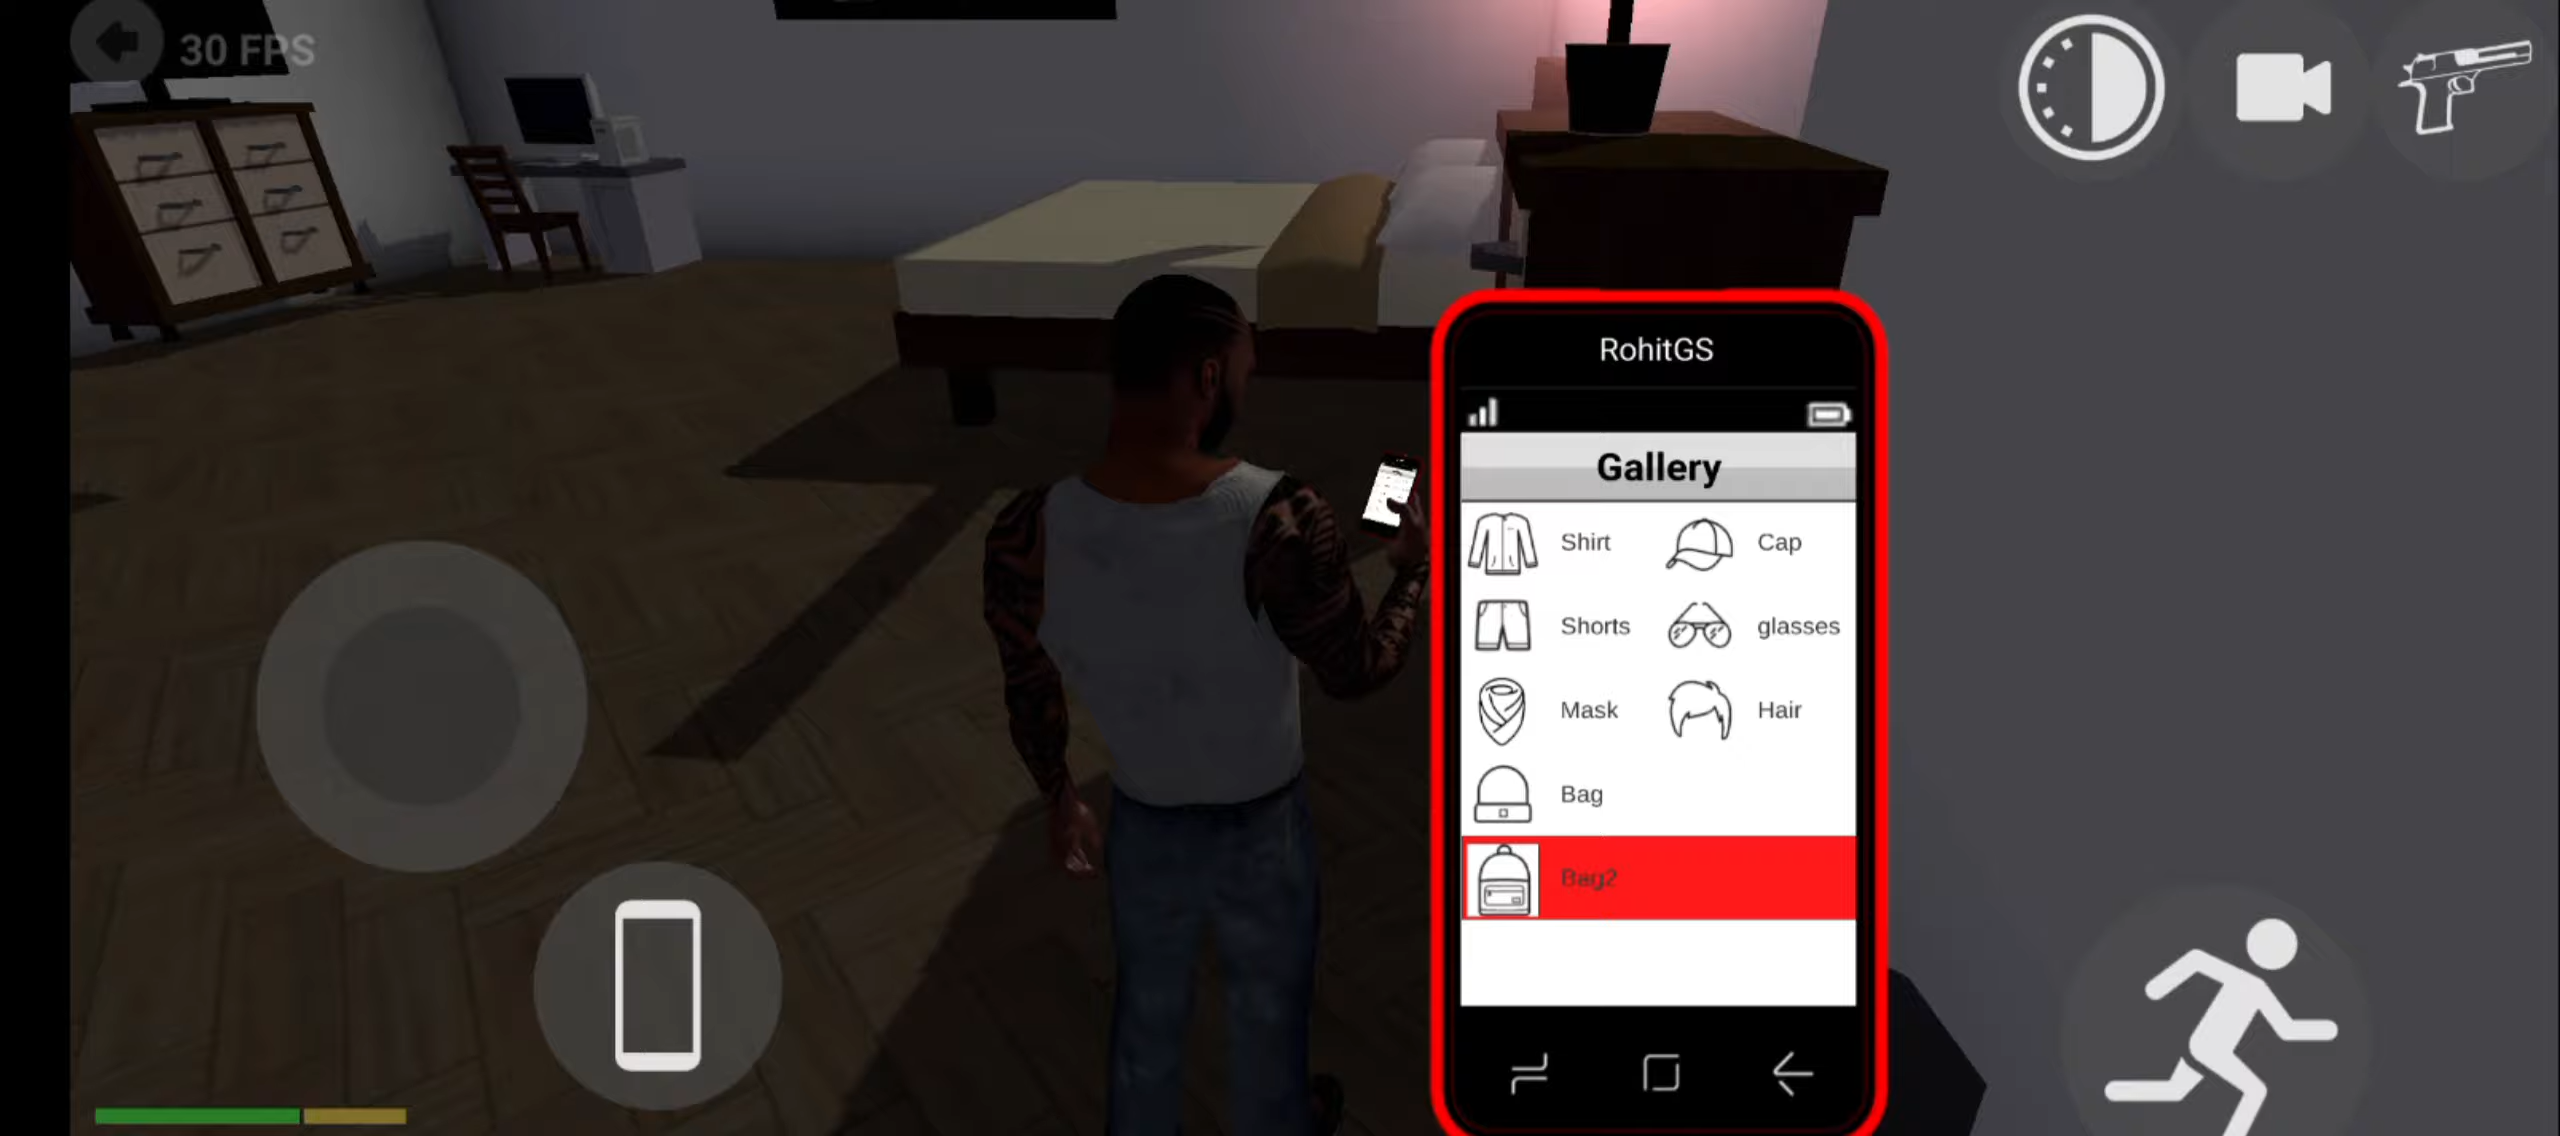 30 FPS
RohitGS
Gallery
Shirt
Cap
Shorts
glasses
Mask
Hair
Bag
Bag2